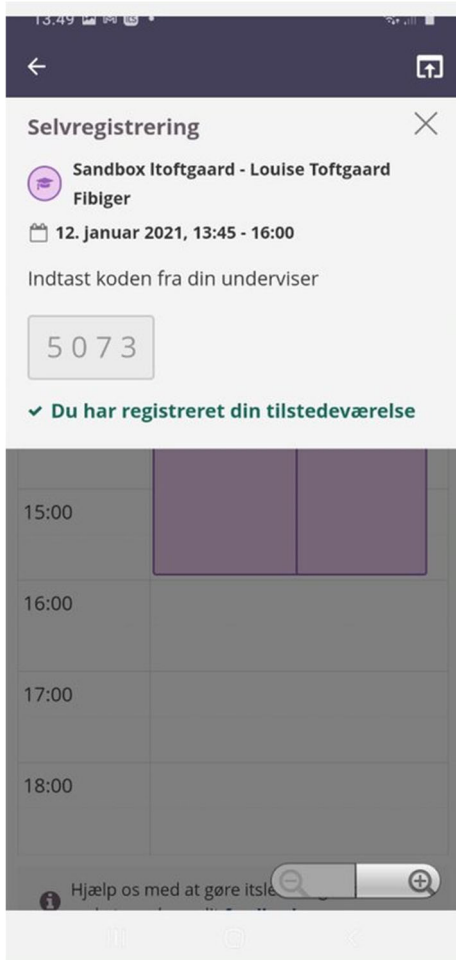 13.49
Selvregistrering
Sandbox ltoftgaard - Louise Toftgaard
Fibiger
12. januar 2021, 13:45 - 16:00
Indtast koden fra din underviser
5073
Du har registreret din tilstedeværelse
15:00
16:00
17:00
18:00
Hjælp os med at gøre itsle